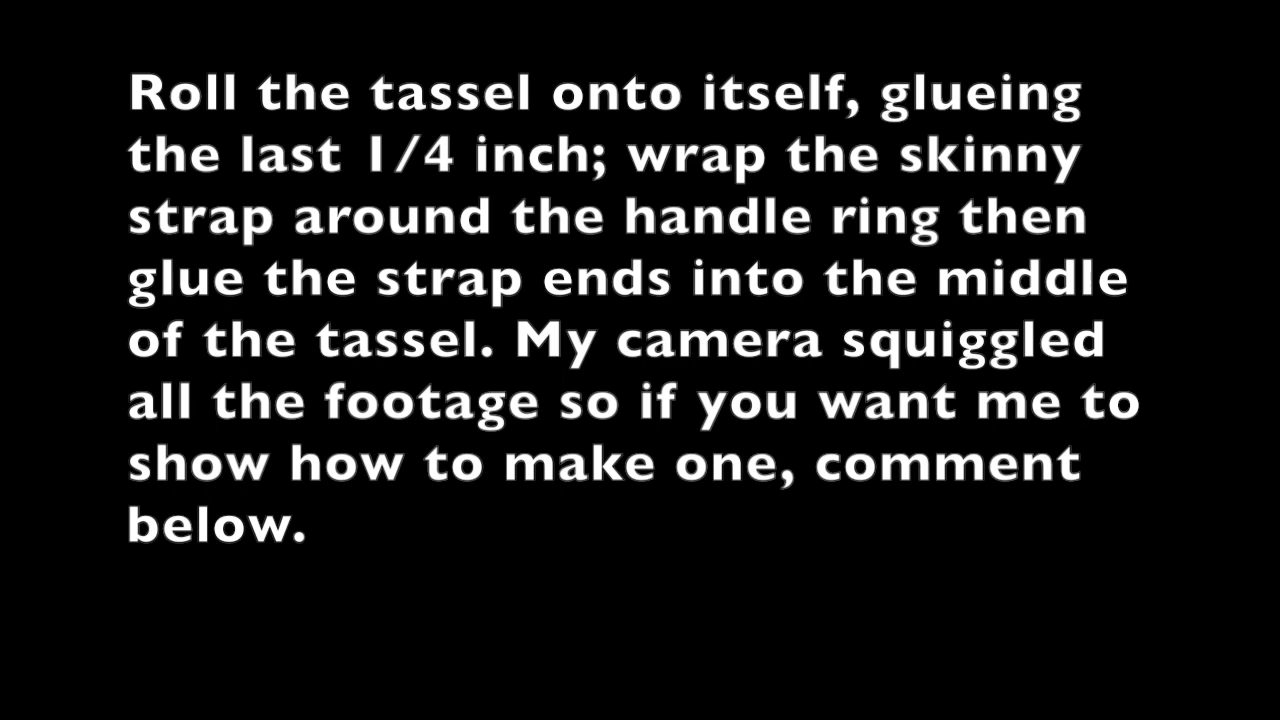 Roll the tassel onto itself, glueing
the last 1/4 inch; wrap the skinny
strap around the handle ring then
glue the strap ends into the middle
of the tassel. My camera squiggled
all the footage so if you want me to
show how to make one, comment
below.